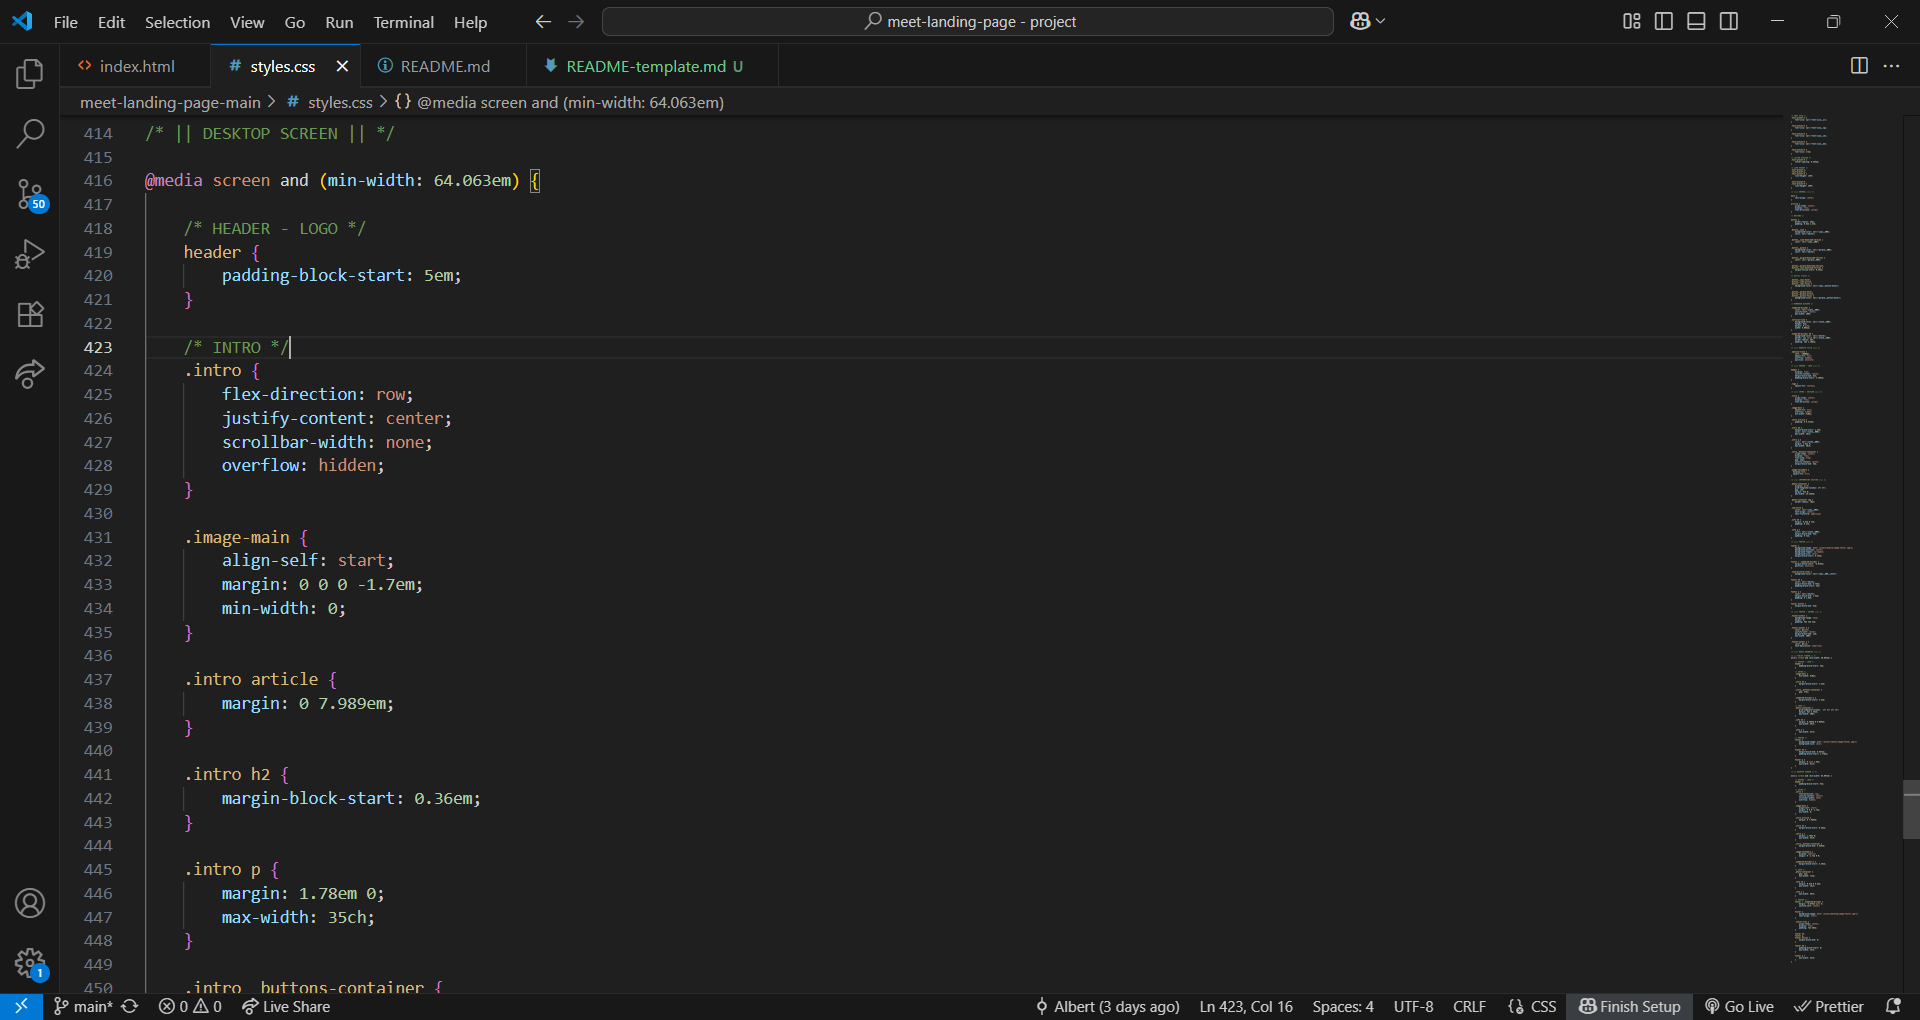 File Edit Selection View Go Run Terminal Help meet-landing-page - project
index.html # styles.css README.md README-template.md U
meet-landing-page-main > # styles.css > {} @media screen and (min-width: 64.063em)
414 /* || DESKTOP SCREEN || */
415
416 @media screen and (min-width: 64.063em) {
417
418 /* HEADER - LOGO */
419 header {
420 padding-block-start: 5em;
421 }
422
423 /* INTRO */
424 .intro {
425 flex-direction: row;
426 justify-content: center;
427 scrollbar-width: none;
428 overflow: hidden;
429 }
430
431 .image-main {
432 align-self: start;
433 margin: 0 0 0 -1.7em;
434 min-width: 0;
435 }
436
437 .intro article {
438 margin: 0 7.989em;
439 }
440
441 .intro h2 {
442 margin-block-start: 0.36em;
443 }
444
445 .intro p {
446 margin: 1.78em 0;
447 max-width: 35ch;
448 }
449
450 .intro .buttons-container {
50
1
main* 0 0 Live Share Albert (3 days ago) Ln 423, Col 16 Spaces: 4 UTF-8 CRLF {} CSS Finish Setup Go Live Prettier